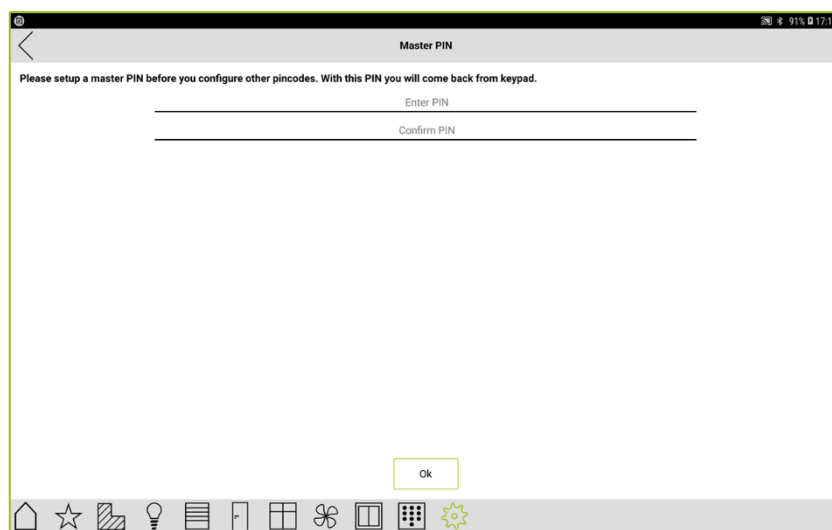 91% 17:1
Master PIN
Please setup a master PIN before you configure other pincodes. With this PIN you will come back from keypad.
Enter PIN
Confirm PIN
Ok